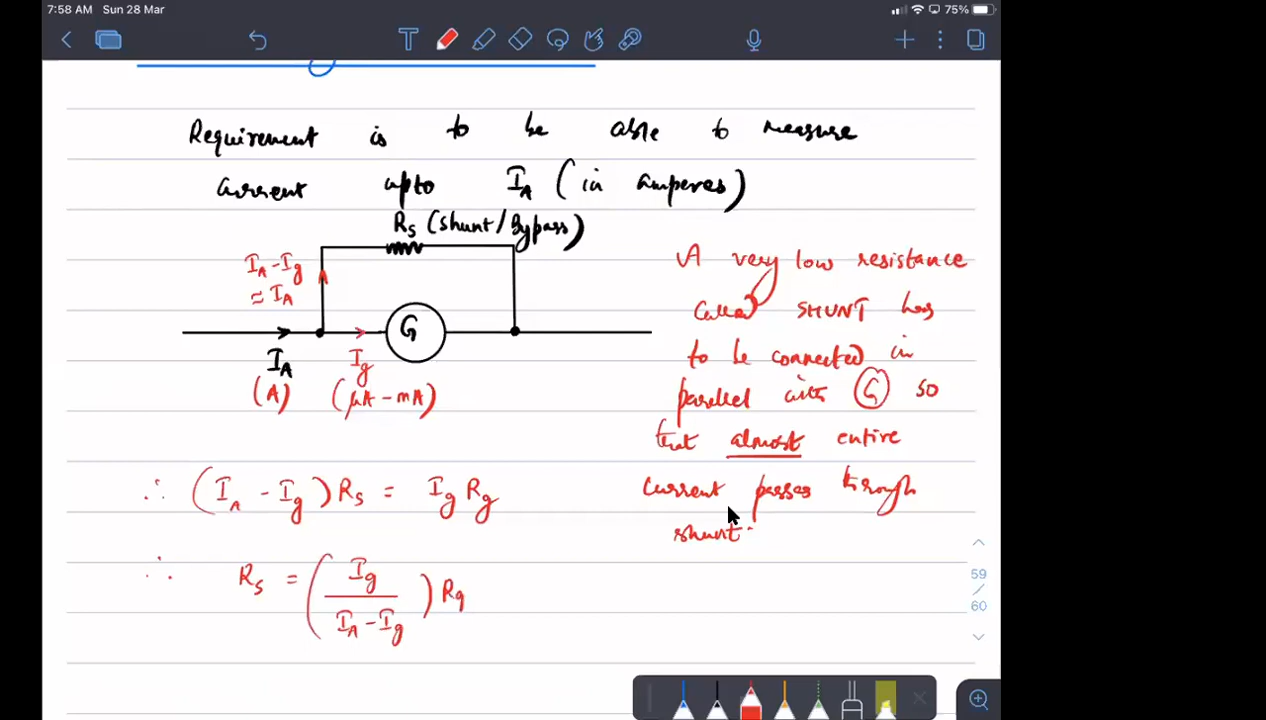 7:58 AM Sun 28 Mar
75%
Requirement is to be able to measure
current upto I_A (in amperes)
R_s (shunt/Bypass)
I_A - I_g
≈ I_A
G
I_A
(A)
I_g
(μA - mA)
A very low resistance
called SHUNT has
to be connected in
parallel with G so
that almost entire
current passes through
shunt.
∴ (I_A - I_g) R_s = I_g R_g
∴ R_s = (I_g / (I_A - I_g)) R_g
59
/
60